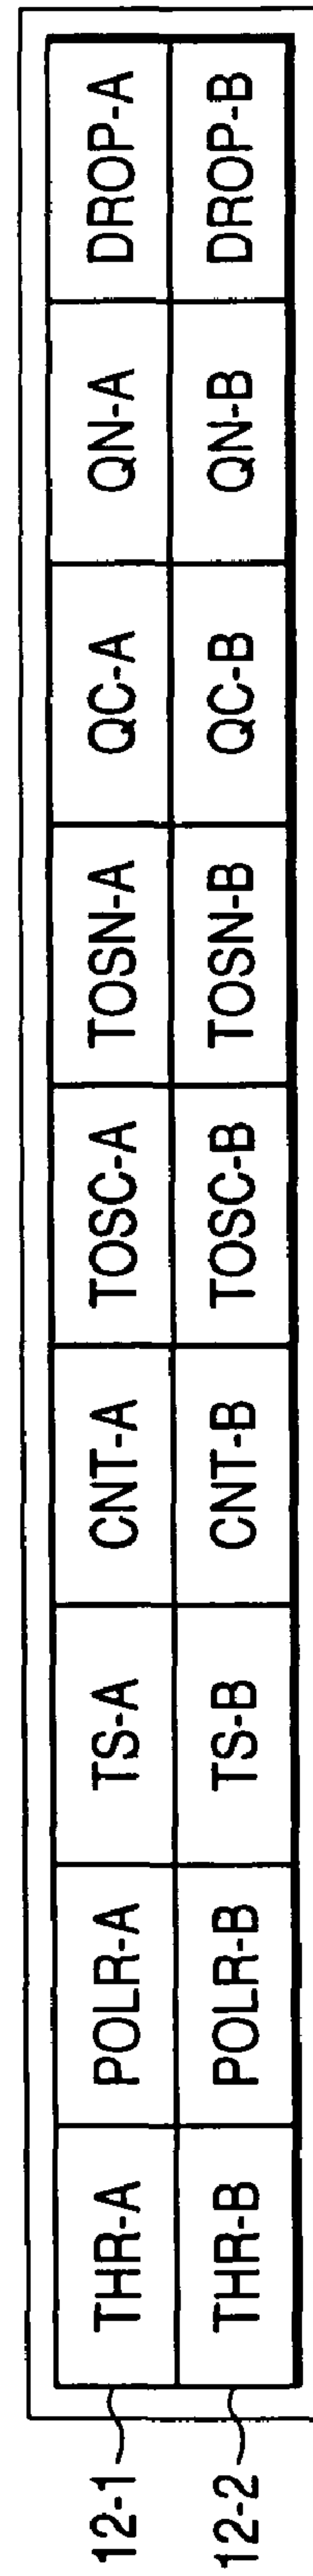 12-1 THR-A POLR-A TS-A CNT-A TOSC-A TOSN-A QC-A QN-A DROP-A
12-2 THR-B POLR-B TS-B CNT-B TOSC-B TOSN-B QC-B QN-B DROP-B